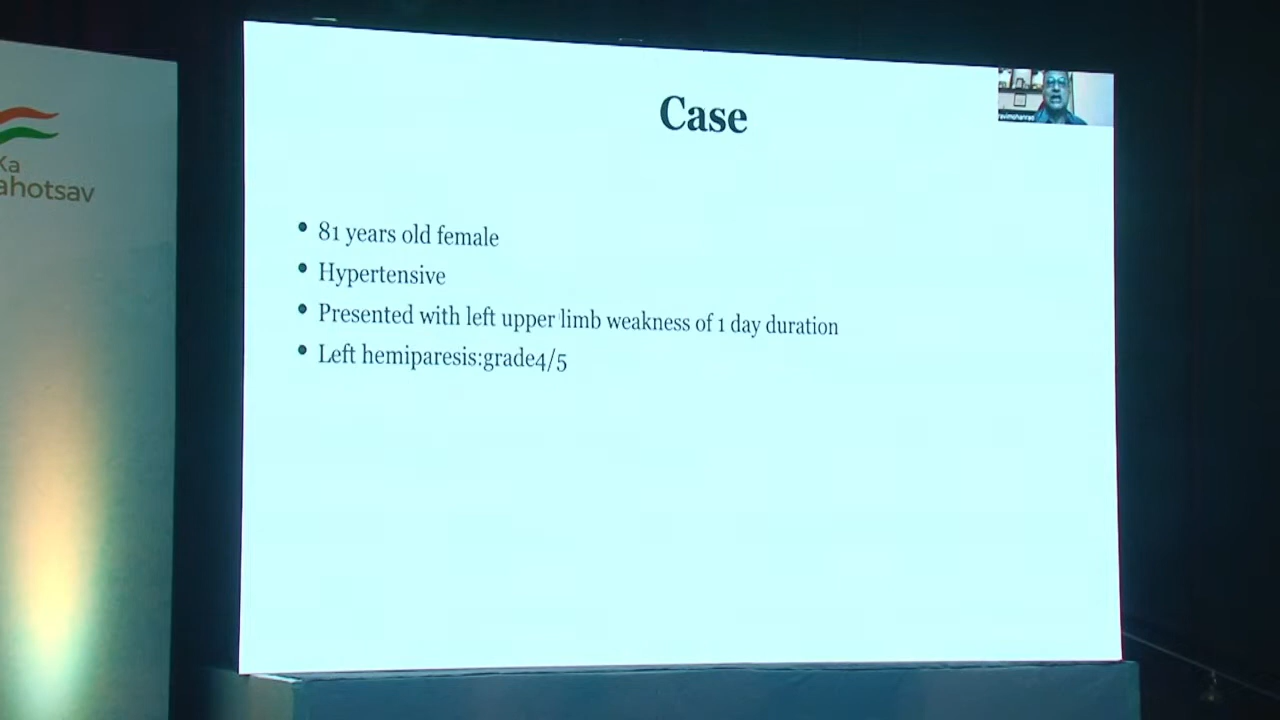 Ka
ahotsav
Case
ravimohanrao
• 81 years old female
• Hypertensive
• Presented with left upper limb weakness of 1 day duration
• Left hemiparesis:grade4/5